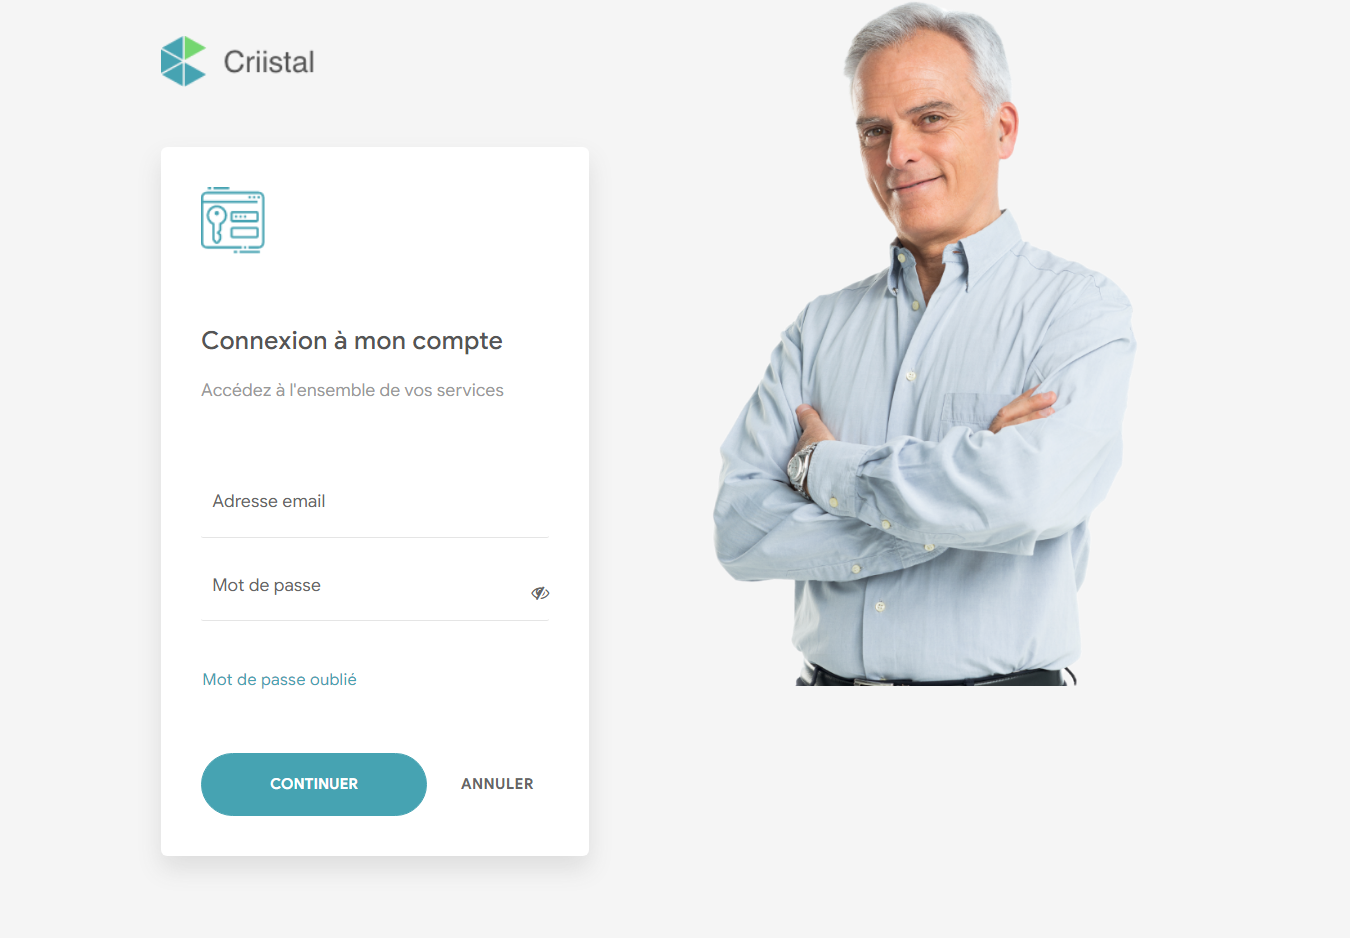 Criistal
Connexion à mon compte
Accédez à l'ensemble de vos services
Adresse email
Mot de passe
Mot de passe oublié
CONTINUER
ANNULER